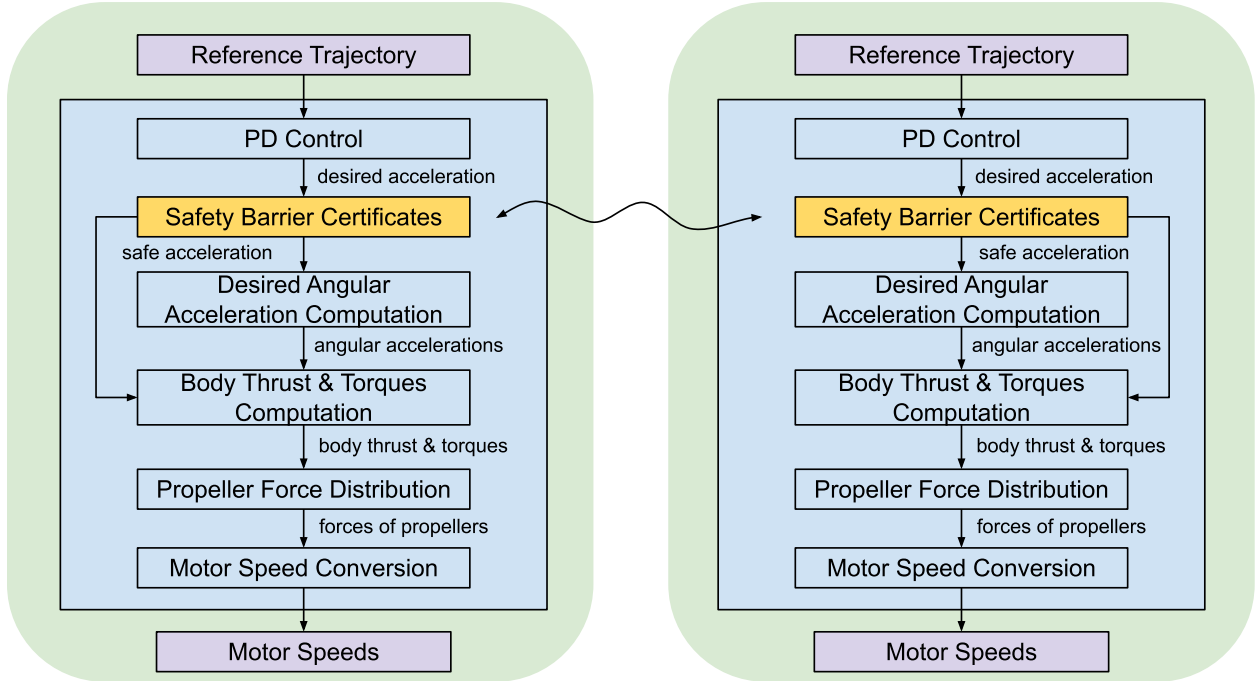 Reference Trajectory
PD Control
desired acceleration
Safety Barrier Certificates
safe acceleration
Desired Angular
Acceleration Computation
angular accelerations
Body Thrust & Torques
Computation
body thrust & torques
Propeller Force Distribution
forces of propellers
Motor Speed Conversion
Motor Speeds
Reference Trajectory
PD Control
desired acceleration
Safety Barrier Certificates
safe acceleration
Desired Angular
Acceleration Computation
angular accelerations
Body Thrust & Torques
Computation
body thrust & torques
Propeller Force Distribution
forces of propellers
Motor Speed Conversion
Motor Speeds